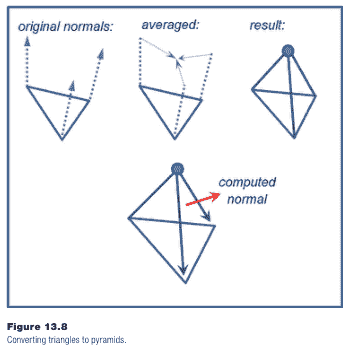 original normals:
averaged:
result:
computed
normal
Figure 13.8
Converting triangles to pyramids.